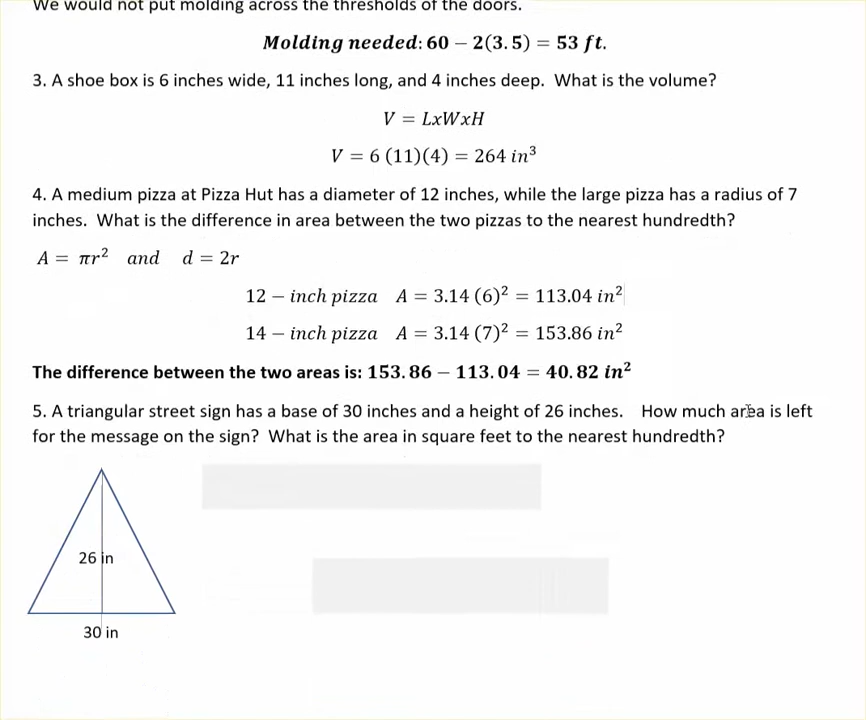 We would not put molding across the thresholds of the doors.
Molding needed: 60 − 2(3.5) = 53 ft.
3. A shoe box is 6 inches wide, 11 inches long, and 4 inches deep. What is the volume?
V = LxWxH
V = 6 (11)(4) = 264 in³
4. A medium pizza at Pizza Hut has a diameter of 12 inches, while the large pizza has a radius of 7
inches. What is the difference in area between the two pizzas to the nearest hundredth?
A = πr² and d = 2r
12 − inch pizza A = 3.14 (6)² = 113.04 in²
14 − inch pizza A = 3.14 (7)² = 153.86 in²
The difference between the two areas is: 153.86 − 113.04 = 40.82 in²
5. A triangular street sign has a base of 30 inches and a height of 26 inches. How much area is left
for the message on the sign? What is the area in square feet to the nearest hundredth?
26 in
30 in